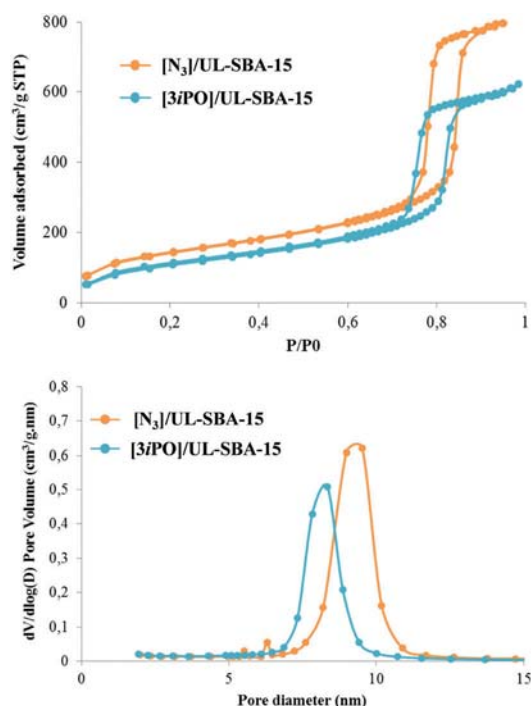 800
600
400
200
0
Volume adsorbed (cm³/g STP)
[N₃]/UL-SBA-15
[3iPO]/UL-SBA-15
0 0,2 0,4 0,6 0,8 1
P/P0
0,8
0,7
0,6
0,5
0,4
0,3
0,2
0,1
0
dV/dlog(D) Pore Volume (cm³/g.nm)
[N₃]/UL-SBA-15
[3iPO]/UL-SBA-15
0 5 10 15
Pore diameter (nm)